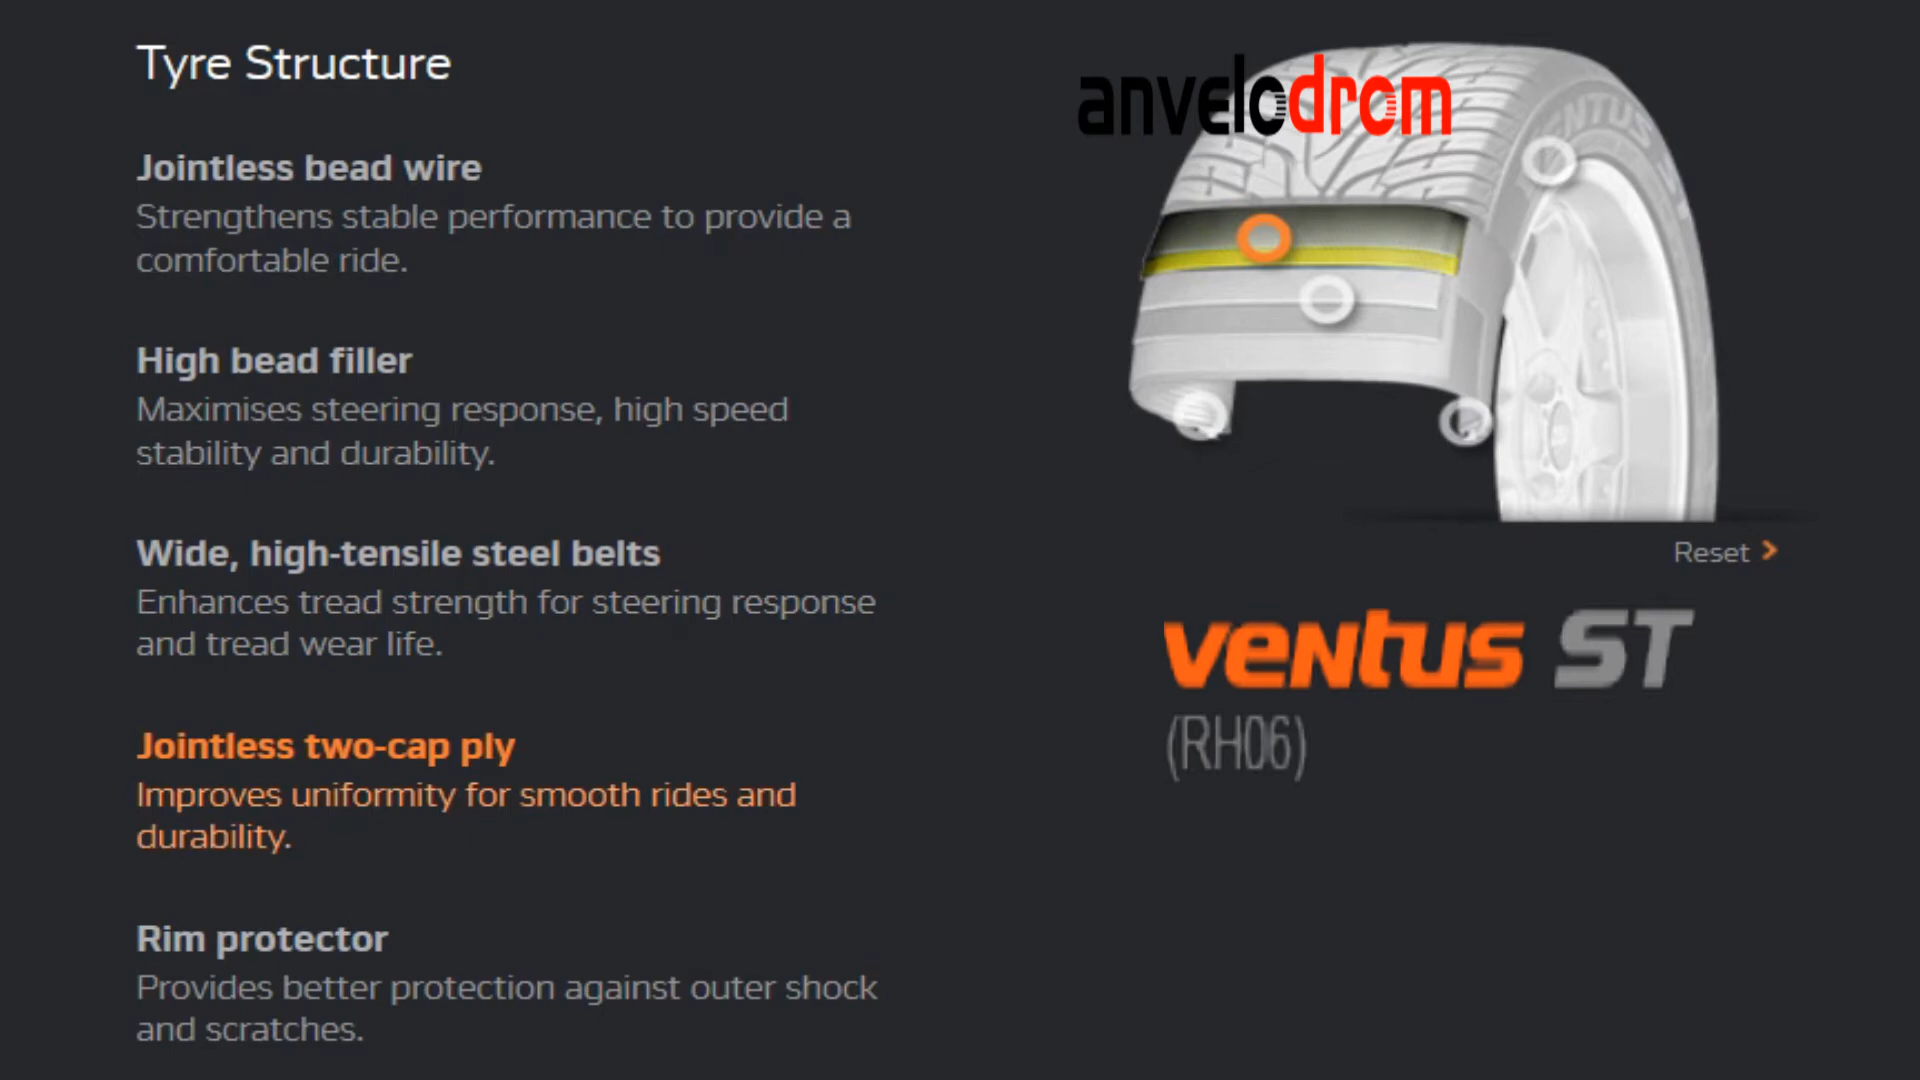 Tyre Structure
Jointless bead wire
Strengthens stable performance to provide a
comfortable ride.
High bead filler
Maximises steering response, high speed
stability and durability.
Wide, high-tensile steel belts
Enhances tread strength for steering response
and tread wear life.
Jointless two-cap ply
Improves uniformity for smooth rides and
durability.
Rim protector
Provides better protection against outer shock
and scratches.
anvelodrom
VENTUS ST
Reset >
ventus ST
(RH06)